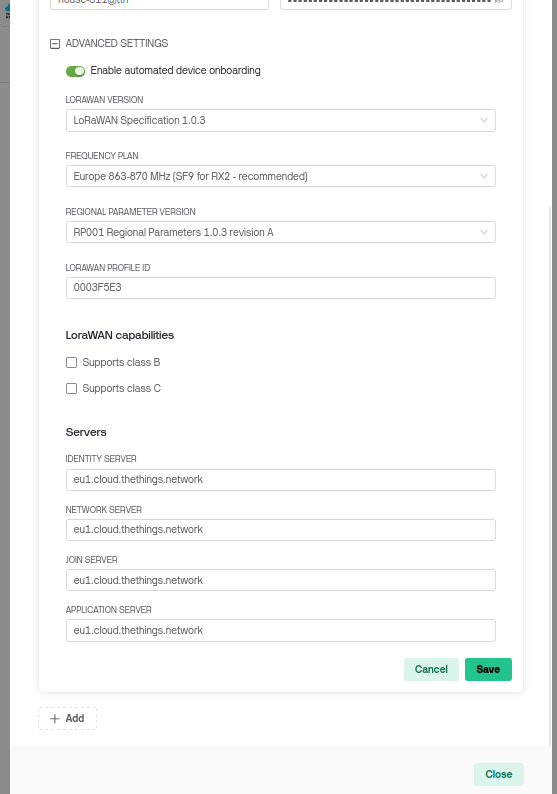 ADVANCED SETTINGS
Enable automated device onboarding
LORAWAN VERSION
LoRaWAN Specification 1.0.3
FREQUENCY PLAN
Europe 863-870 MHz (SF9 for RX2 - recommended)
REGIONAL PARAMETER VERSION
RP001 Regional Parameters 1.0.3 revision A
LORAWAN PROFILE ID
0003F5E3
LoraWAN capabilities
Supports class B
Supports class C
Servers
IDENTITY SERVER
eu1.cloud.thethings.network
NETWORK SERVER
eu1.cloud.thethings.network
JOIN SERVER
eu1.cloud.thethings.network
APPLICATION SERVER
eu1.cloud.thethings.network
Cancel Save
+ Add
Close